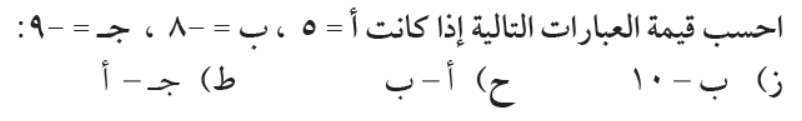 احسب قيمة العبارات التالية إذا كانت أ = ٥ ، ب = -٨ ، جـ = -٩:
ز) ب - ١٠ ح) أ - ب ط) جـ - أ